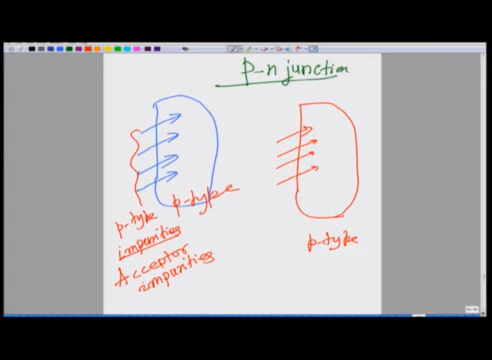 p-n junction
p-type
p-type
impurities
Acceptor
impurities
p-type